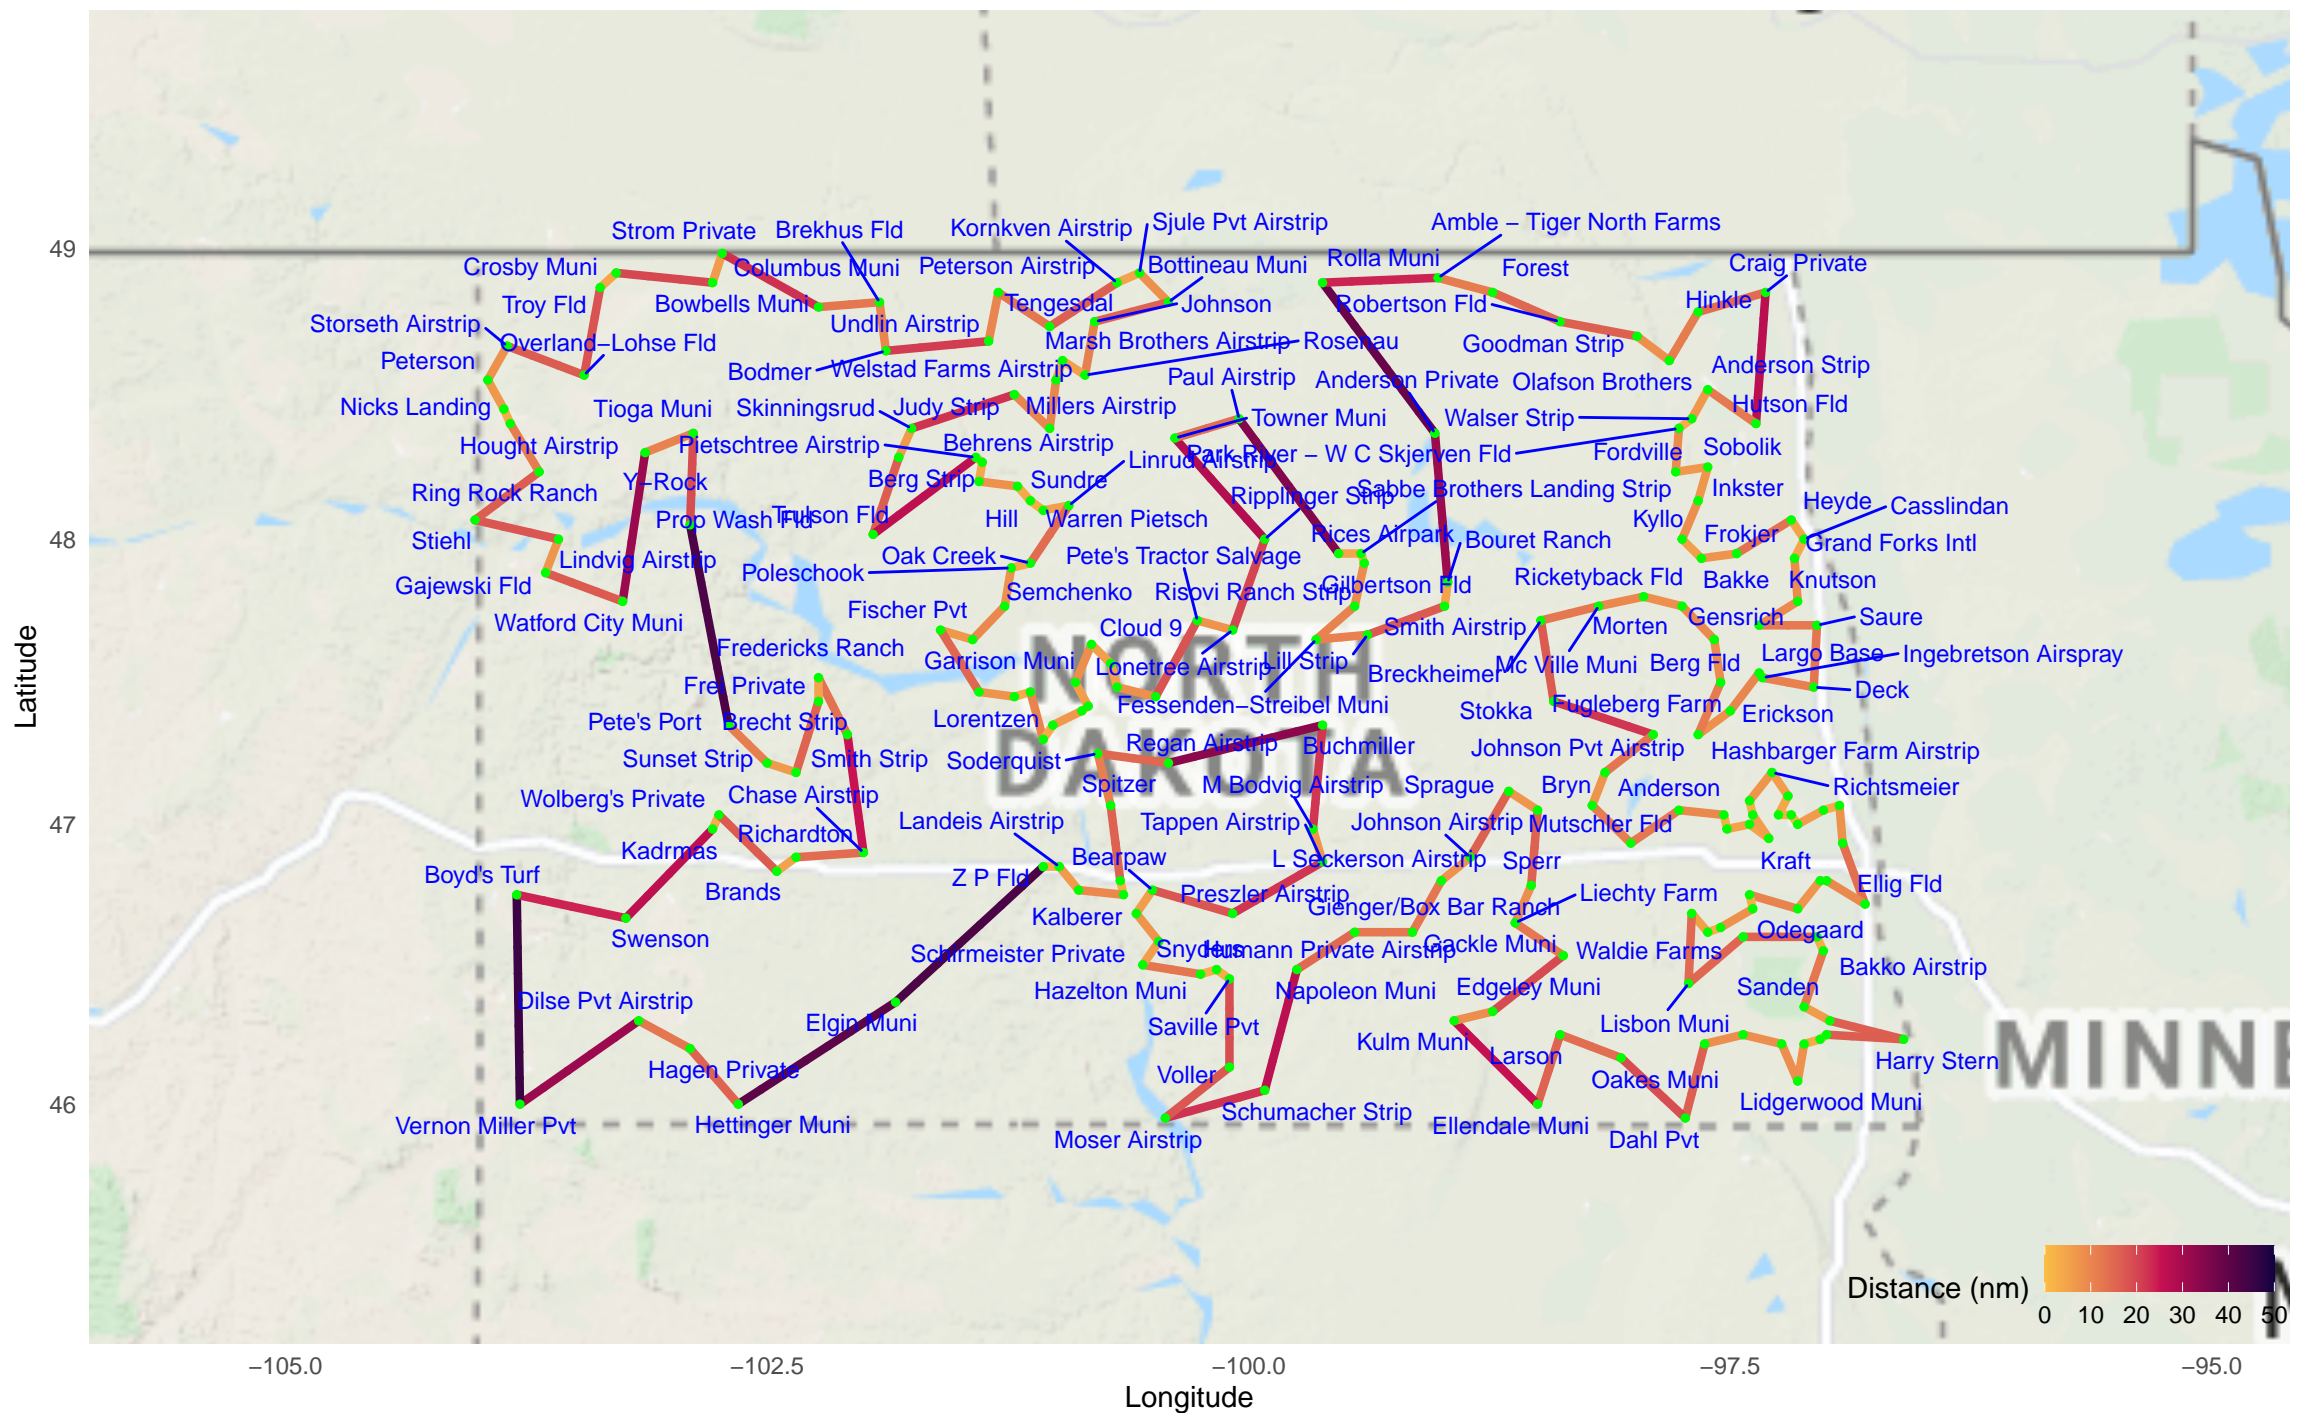 Strom Private
Brekhus Fld
Kornkven Airstrip
Sjule Pvt Airstrip
Amble – Tiger North Farms
49
Crosby Muni
Columbus Muni
Peterson Airstrip
Bottineau Muni
Rolla Muni
Forest
Craig Private
Troy Fld
Bowbells Muni
Tengesdal
Johnson
Robertson Fld
Hinkle
Storseth Airstrip
Overland–Lohse Fld
Undlin Airstrip
Marsh Brothers Airstrip
Rosenau
Goodman Strip
Peterson
Bodmer
Welstad Farms Airstrip
Paul Airstrip
Anderson Private
Olafson Brothers
Anderson Strip
Nicks Landing
Tioga Muni
Skinningsrud
Judy Strip
Millers Airstrip
Towner Muni
Walser Strip
Hutson Fld
Hought Airstrip
Pietschtree Airstrip
Behrens Airstrip
Linrud Airstrip
Park River – W C Skjerven Fld
Fordville
Sobolik
Ring Rock Ranch
Y–Rock
Berg Strip
Sundre
Ripplinger Strip
Sabbe Brothers Landing Strip
Inkster
Heyde
Casslindan
Prop Wash Fld
Trulson Fld
Hill
Warren Pietsch
Rices Airpark
Kyllo
Frokjer
48
Stiehl
Lindvig Airstrip
Oak Creek
Pete's Tractor Salvage
Bouret Ranch
Grand Forks Intl
Gajewski Fld
Poleschook
Semchenko
Risovi Ranch Strip
Gilbertson Fld
Ricketyback Fld
Bakke
Knutson
Watford City Muni
Fischer Pvt
Cloud 9
Smith Airstrip
Morten
Gensrich
Saure
Fredericks Ranch
Garrison Muni
Lonetree Airstrip
Lill Strip
Breckheimer
Mc Ville Muni
Berg Fld
Largo Base
Ingebretson Airspray
NORTH
DAKOTA
Frei Private
Fessenden–Streibel Muni
Stokka
Fugleberg Farm
Erickson
Deck
Pete's Port
Brecht Strip
Lorentzen
Regan Airstrip
Buchmiller
Johnson Pvt Airstrip
Hashbarger Farm Airstrip
Sunset Strip
Smith Strip
Soderquist
Spitzer
M Bodvig Airstrip
Sprague
Bryn
Anderson
Richtsmeier
Wolberg's Private
Chase Airstrip
47
Landeis Airstrip
Tappen Airstrip
Johnson Airstrip
Mutschler Fld
Kadrmas
Richardton
Bearpaw
L Seckerson Airstrip
Sperr
Kraft
Boyd's Turf
Brands
Z P Fld
Preszler Airstrip
Liechty Farm
Ellig Fld
Kalberer
Gienger/Box Bar Ranch
Swenson
Schirmeister Private
Snyders
Humann Private Airstrip
Gackle Muni
Waldie Farms
Odegaard
Bakko Airstrip
Dilse Pvt Airstrip
Hazelton Muni
Napoleon Muni
Edgeley Muni
Sanden
Elgin Muni
Saville Pvt
Kulm Muni
Larson
Lisbon Muni
Harry Stern
MINNE
Hagen Private
Voller
Oakes Muni
46
Vernon Miller Pvt
Hettinger Muni
Moser Airstrip
Schumacher Strip
Ellendale Muni
Dahl Pvt
Lidgerwood Muni
Latitude
Distance (nm)
0 10 20 30 40 50
−105.0 −102.5 −100.0 −97.5 −95.0
Longitude